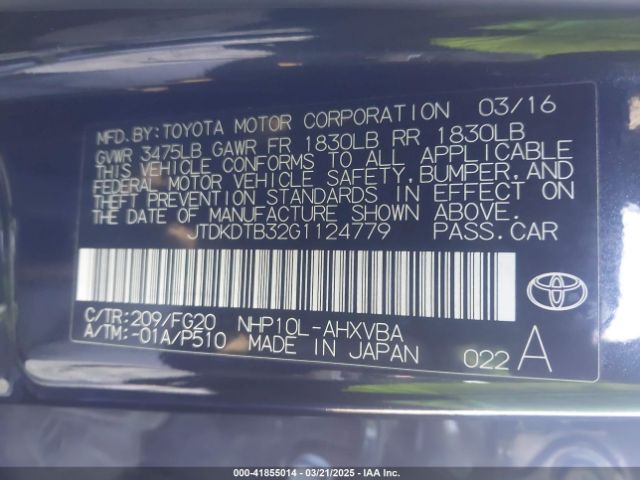 MFD.BY:TOYOTA MOTOR CORPORATION 03/16
GVWR 3475LB GAWR FR 1830LB RR 1830LB
THIS VEHICLE CONFORMS TO ALL APPLICABLE
FEDERAL MOTOR VEHICLE SAFETY,BUMPER,AND
THEFT PREVENTION STANDARDS IN EFFECT ON
THE DATE OF MANUFACTURE SHOWN ABOVE.
JTDKDTB32G1124779 PASS.CAR
C/TR:209/FG20 NHP10L-AHXVBA
A/TM:-01A/P510 MADE IN JAPAN 022 A
000-41855014 — 03/21/2025 — IAA Inc.